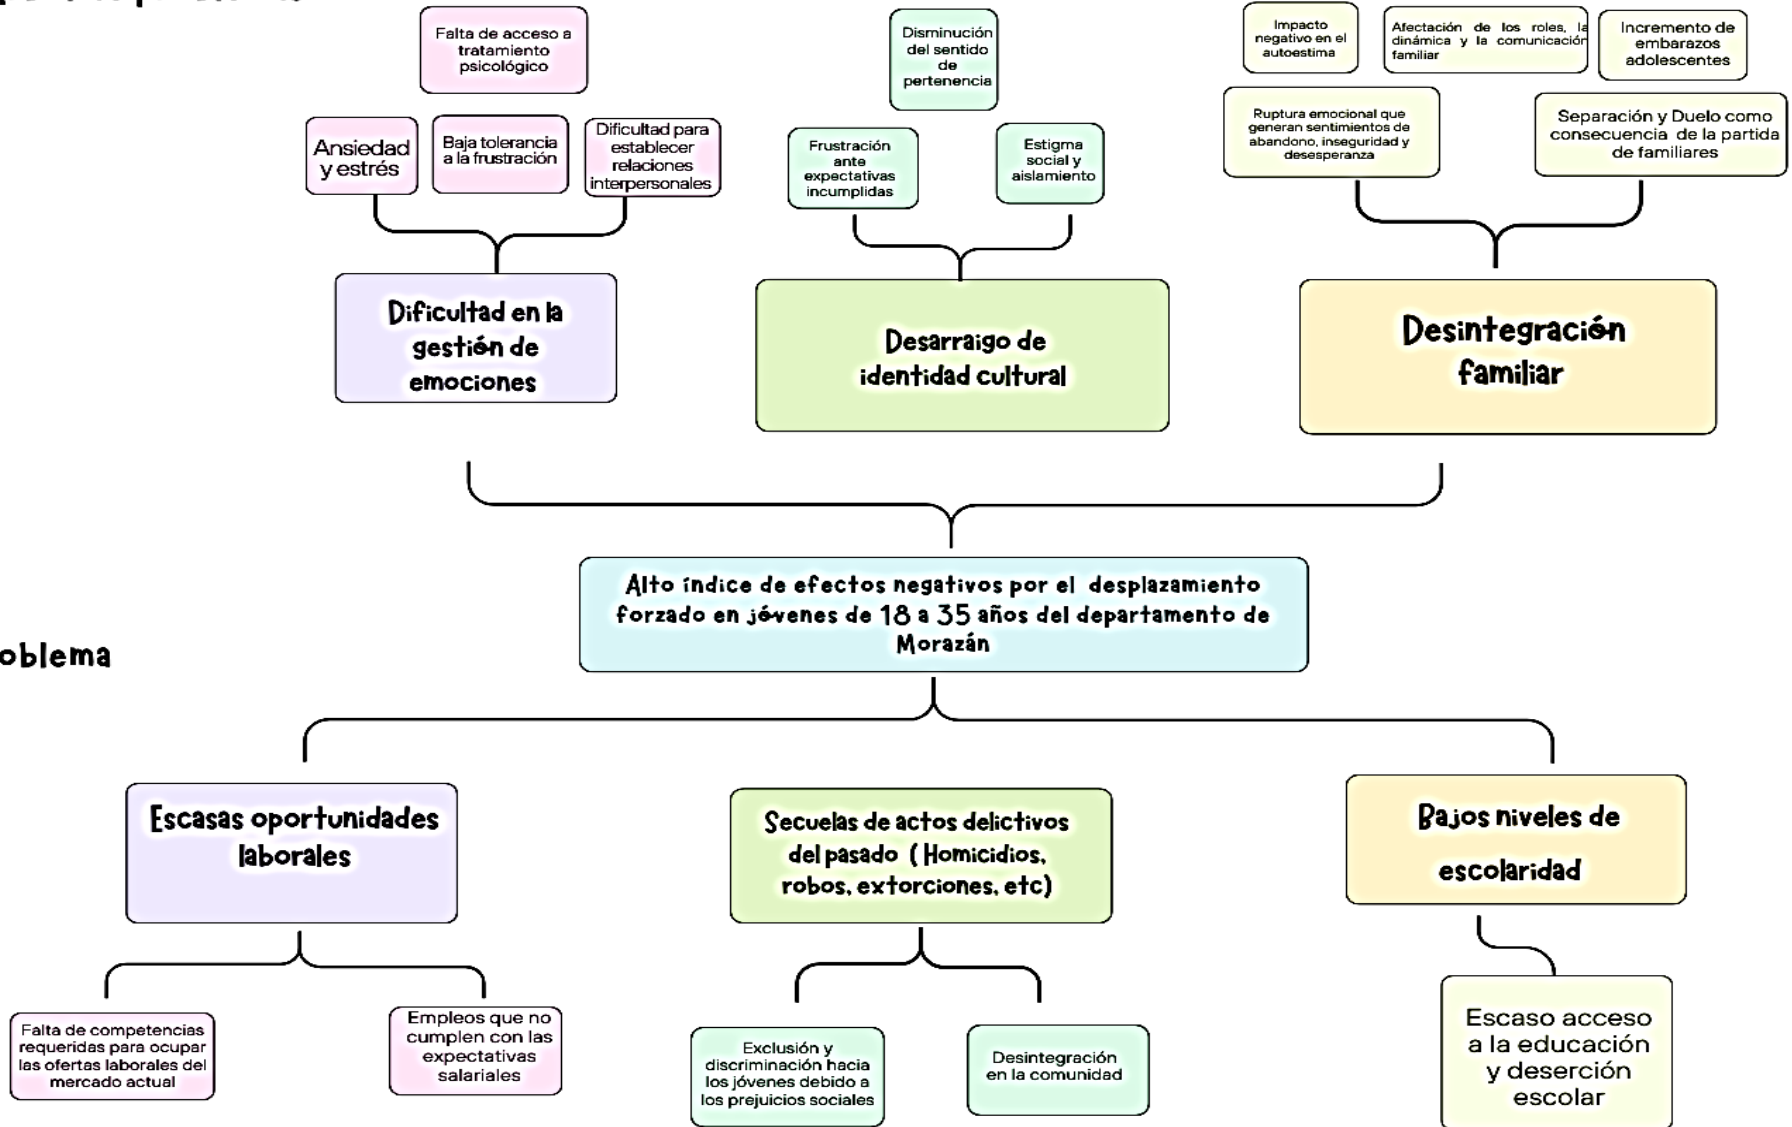 Falta de acceso a
tratamiento
psicológico
Disminución
del sentido
de
pertenencia
Impacto
negativo en el
autoestima
Afectación de los roles, la
dinámica y la comunicación
familiar
Incremento de
embarazos
adolescentes
Ansiedad
y estrés
Baja tolerancia
a la frustración
Dificultad para
establecer
relaciones
interpersonales
Frustración
ante
expectativas
incumplidas
Estigma
social y
aislamiento
Ruptura emocional que
generan sentimientos de
abandono, inseguridad y
desesperanza
Separación y Duelo como
consecuencia de la partida
de familiares
Dificultad en la
gestión de
emociones
Desarraigo de
identidad cultural
Desintegración
familiar
Alto índice de efectos negativos por el desplazamiento
forzado en jóvenes de 18 a 35 años del departamento de
Morazán
oblema
Escasas oportunidades
laborales
Secuelas de actos delictivos
del pasado ( Homicidios,
robos, extorciones, etc)
Bajos niveles de
escolaridad
Falta de competencias
requeridas para ocupar
las ofertas laborales del
mercado actual
Empleos que no
cumplen con las
expectativas
salariales
Exclusión y
discriminación hacia
los jóvenes debido a
los prejuicios sociales
Desintegración
en la comunidad
Escaso acceso
a la educación
y deserción
escolar